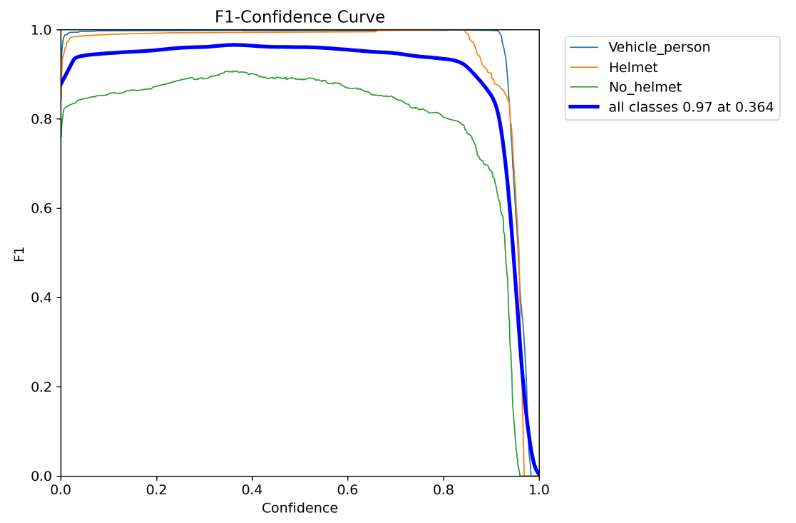 F1-Confidence Curve
Vehicle_person
Helmet
No_helmet
all classes 0.97 at 0.364
F1
1.0
0.8
0.6
0.4
0.2
0.0
0.0 0.2 0.4 0.6 0.8 1.0
Confidence